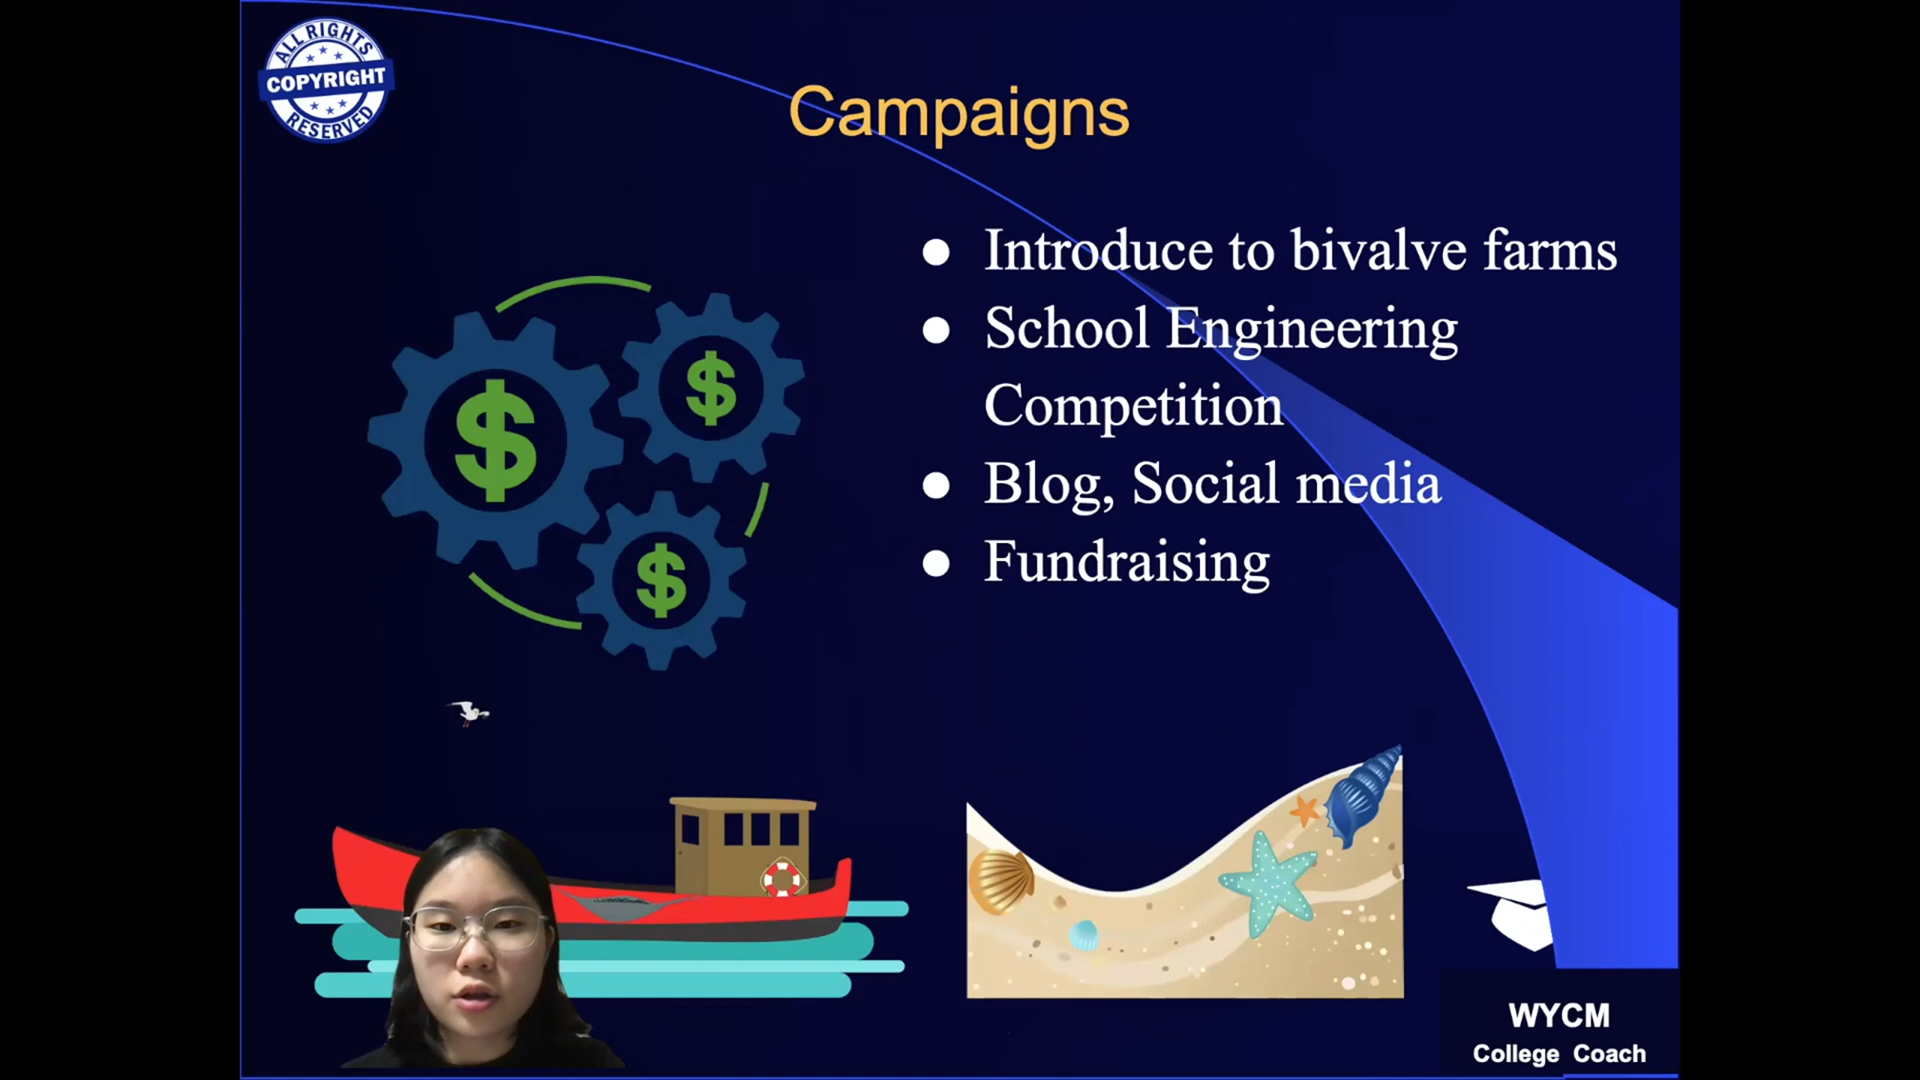 ALL RIGHTS
COPYRIGHT
RESERVED
Campaigns
● Introduce to bivalve farms
● School Engineering
Competition
● Blog, Social media
● Fundraising
$
$
$
WYCM
College Coach